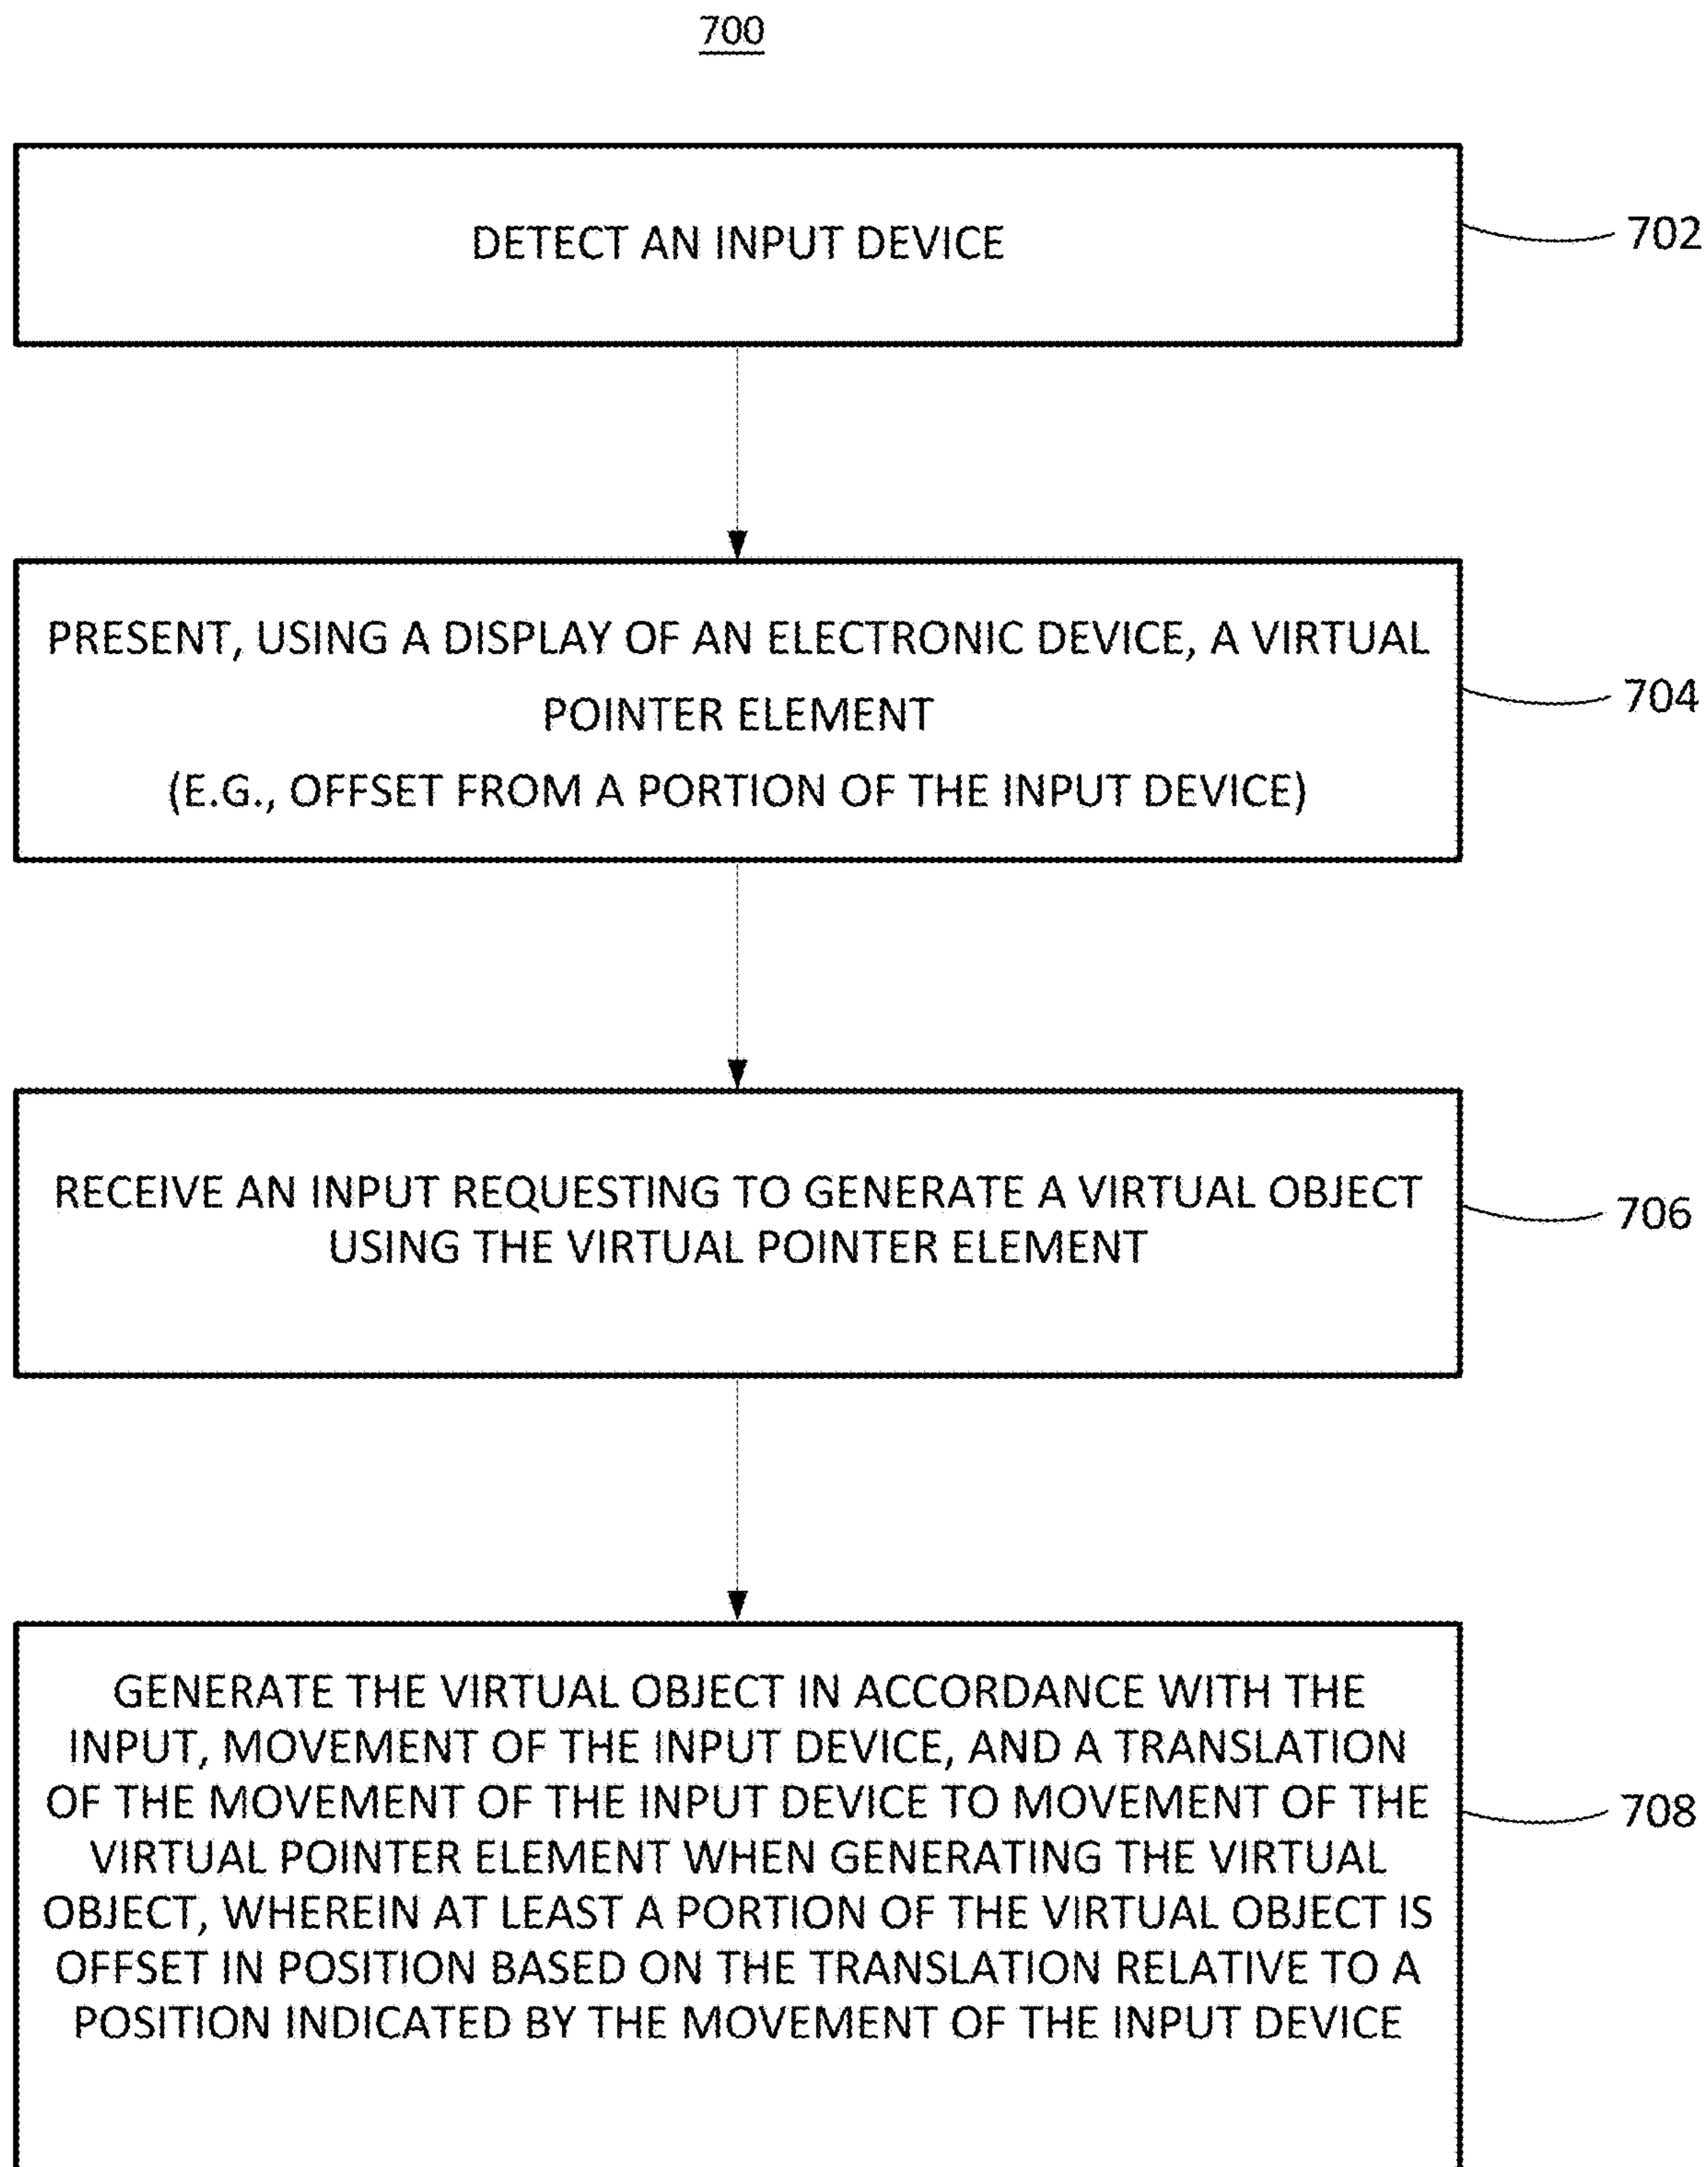 700
DETECT AN INPUT DEVICE
702
PRESENT, USING A DISPLAY OF AN ELECTRONIC DEVICE, A VIRTUAL
POINTER ELEMENT
(E.G., OFFSET FROM A PORTION OF THE INPUT DEVICE)
704
RECEIVE AN INPUT REQUESTING TO GENERATE A VIRTUAL OBJECT
USING THE VIRTUAL POINTER ELEMENT
706
GENERATE THE VIRTUAL OBJECT IN ACCORDANCE WITH THE
INPUT, MOVEMENT OF THE INPUT DEVICE, AND A TRANSLATION
OF THE MOVEMENT OF THE INPUT DEVICE TO MOVEMENT OF THE
VIRTUAL POINTER ELEMENT WHEN GENERATING THE VIRTUAL
OBJECT, WHEREIN AT LEAST A PORTION OF THE VIRTUAL OBJECT IS
OFFSET IN POSITION BASED ON THE TRANSLATION RELATIVE TO A
POSITION INDICATED BY THE MOVEMENT OF THE INPUT DEVICE
708